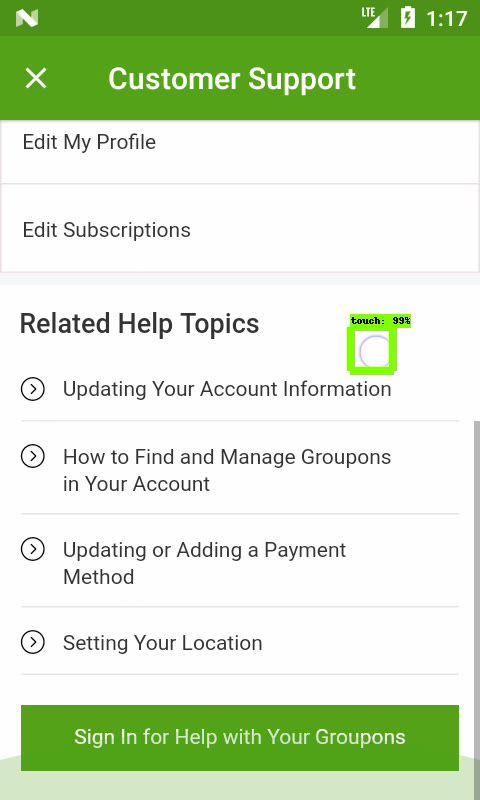 LTE 1:17
Customer Support
Edit My Profile
Edit Subscriptions
touch: 99%
Related Help Topics
Updating Your Account Information
How to Find and Manage Groupons
in Your Account
Updating or Adding a Payment
Method
Setting Your Location
Sign In for Help with Your Groupons